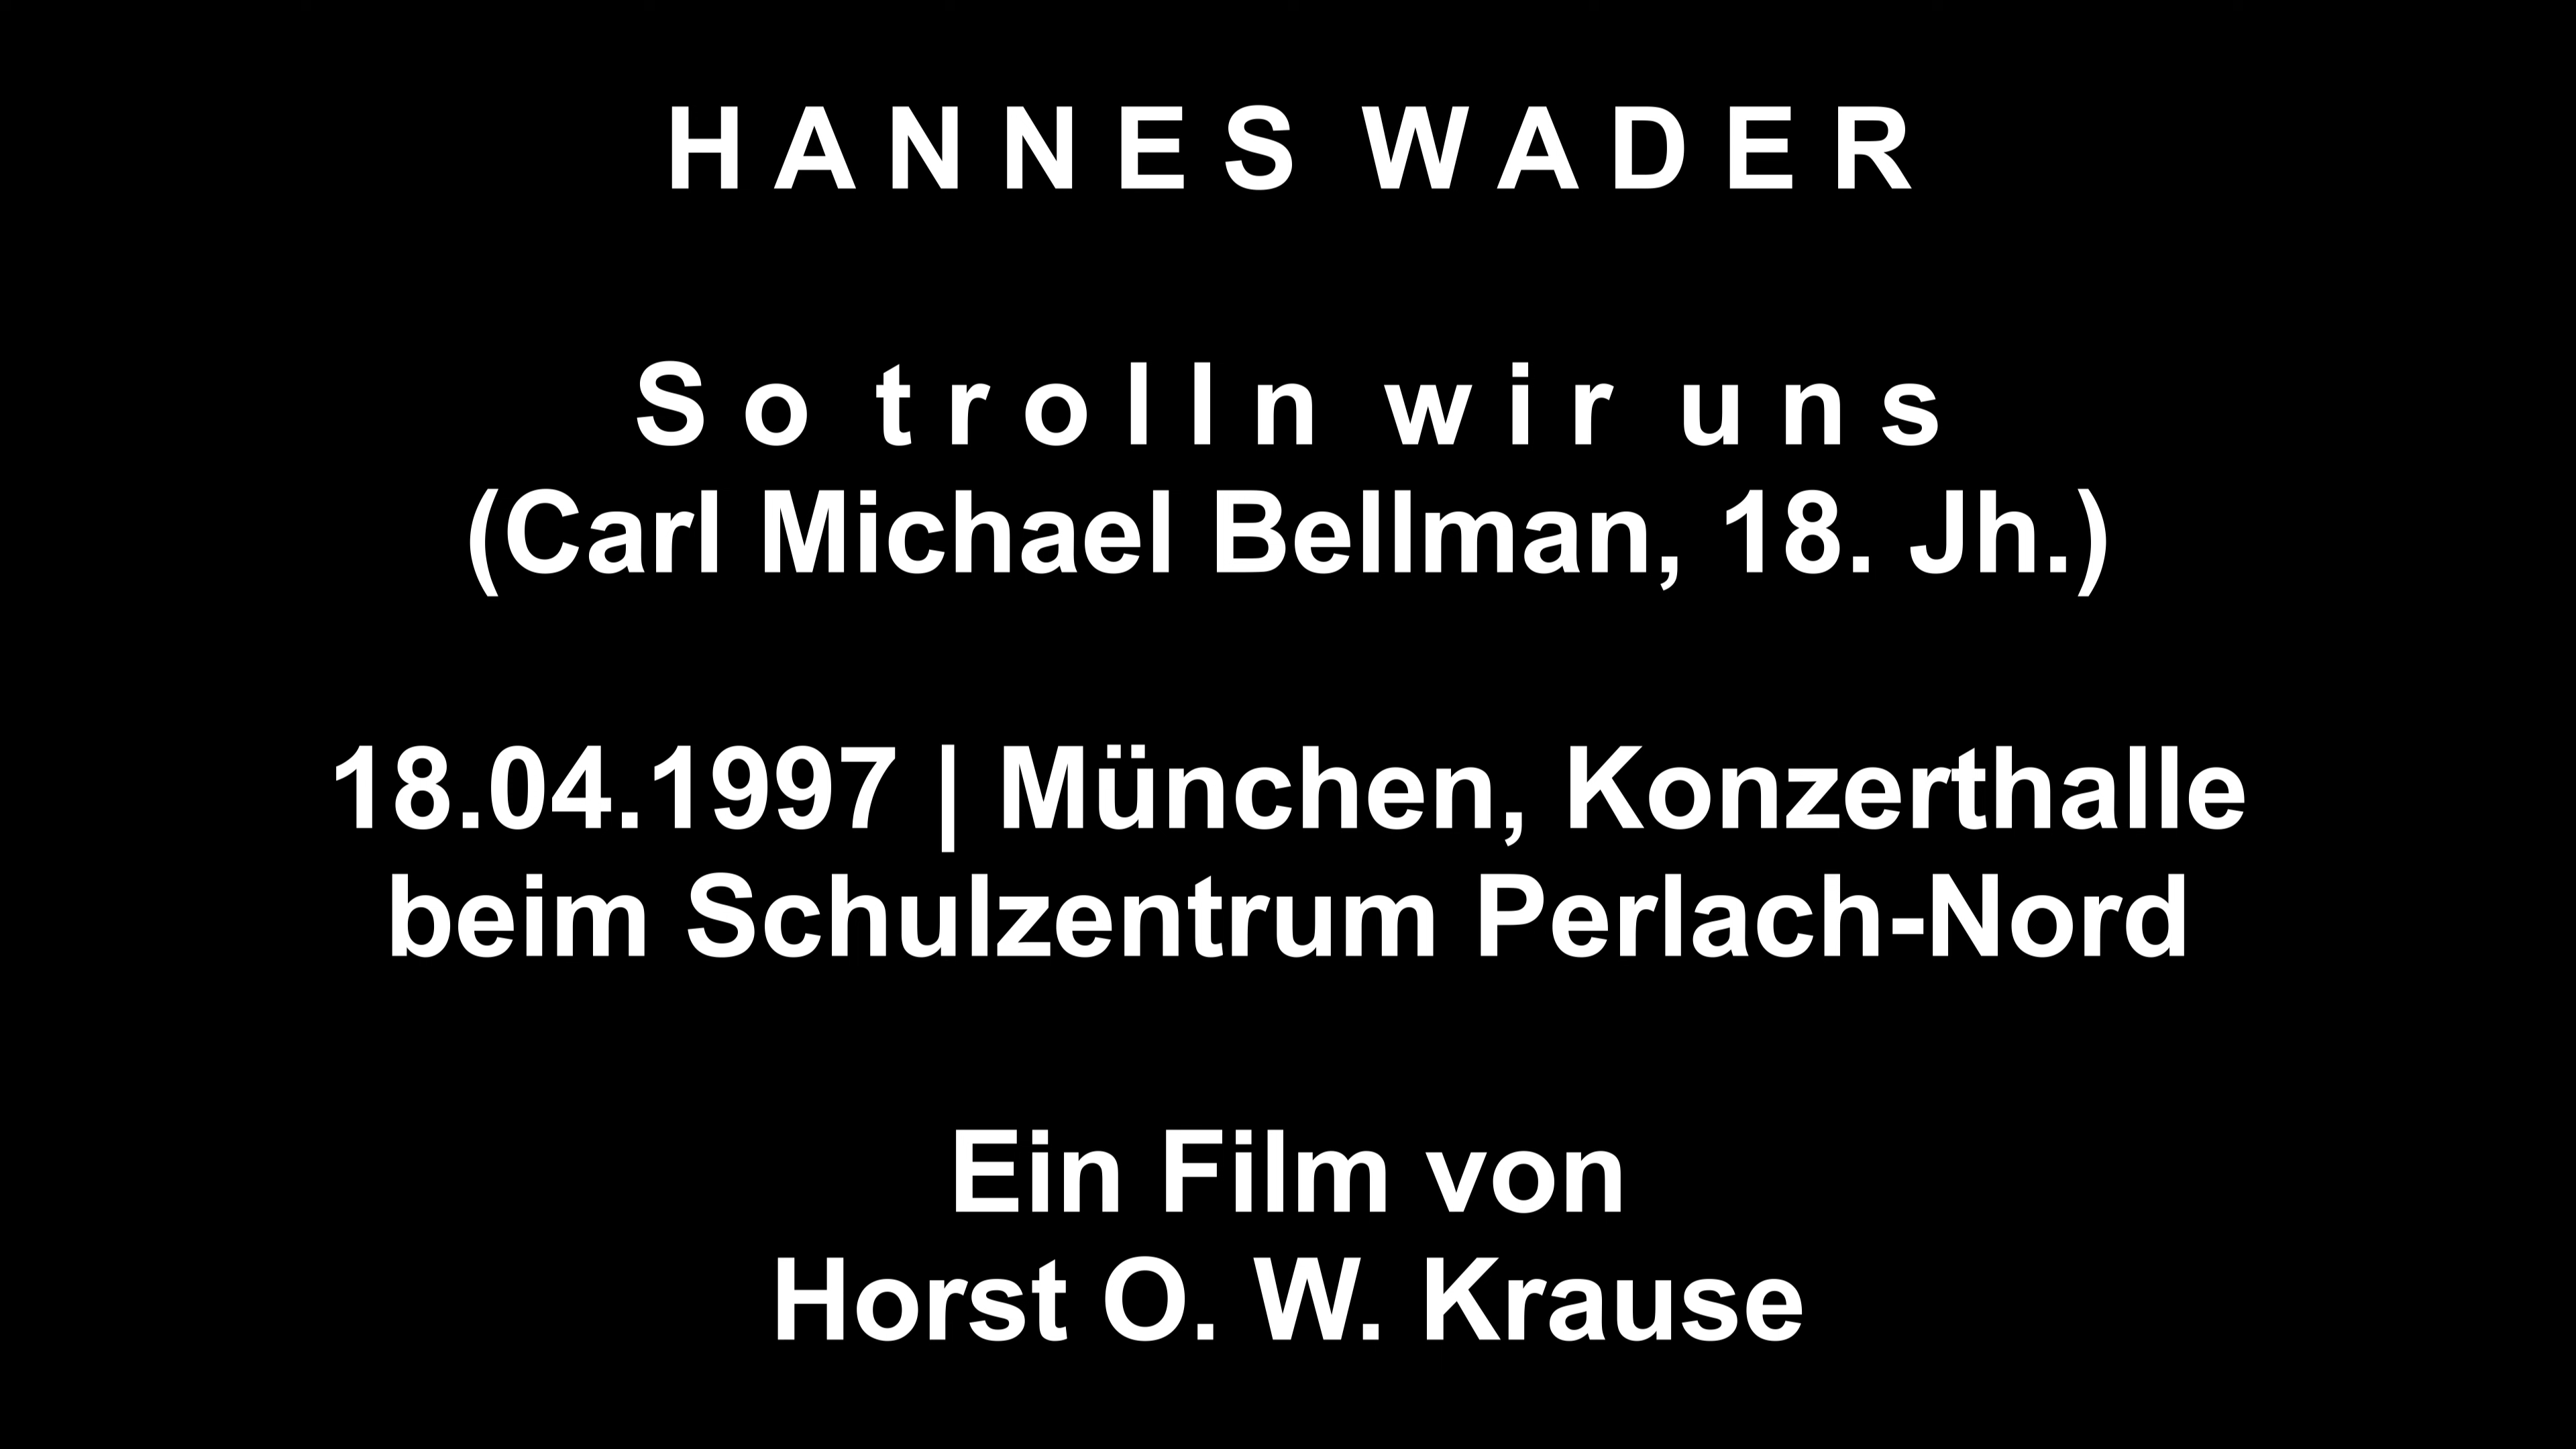 HANNES WADER
So trolln wir uns
(Carl Michael Bellman, 18. Jh.)
18.04.1997 | München, Konzerthalle
beim Schulzentrum Perlach-Nord
Ein Film von
Horst O. W. Krause